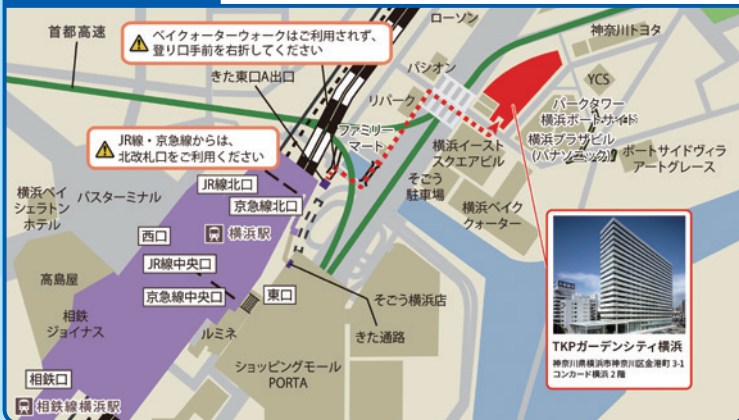 首都高速
ベイクォーターウォークはご利用されず、
登り口手前を右折してください
ローソン
神奈川トヨタ
きた東口A出口
パシオン
リパーク
YCS
パークタワー
横浜ポートサイド
ファミリー
マート
横浜プラザビル
(パナソニック)
JR線・京急線からは、
北改札口をご利用ください
横浜イースト
スクエアビル
ポートサイドヴィラ
アートグレース
そごう
駐車場
JR線北口
京急線北口
横浜ベイ
シェラトン
ホテル
バスターミナル
横浜ベイク
クォーター
西口
横浜駅
JR線中央口
高島屋
京急線中央口
東口
そごう横浜店
相鉄
ジョイナス
ルミネ
きた通路
ショッピングモール
PORTA
相鉄口
相鉄線横浜駅
TKPガーデンシティ横浜
神奈川県横浜市神奈川区金港町 3-1
コンカード横浜 2 階